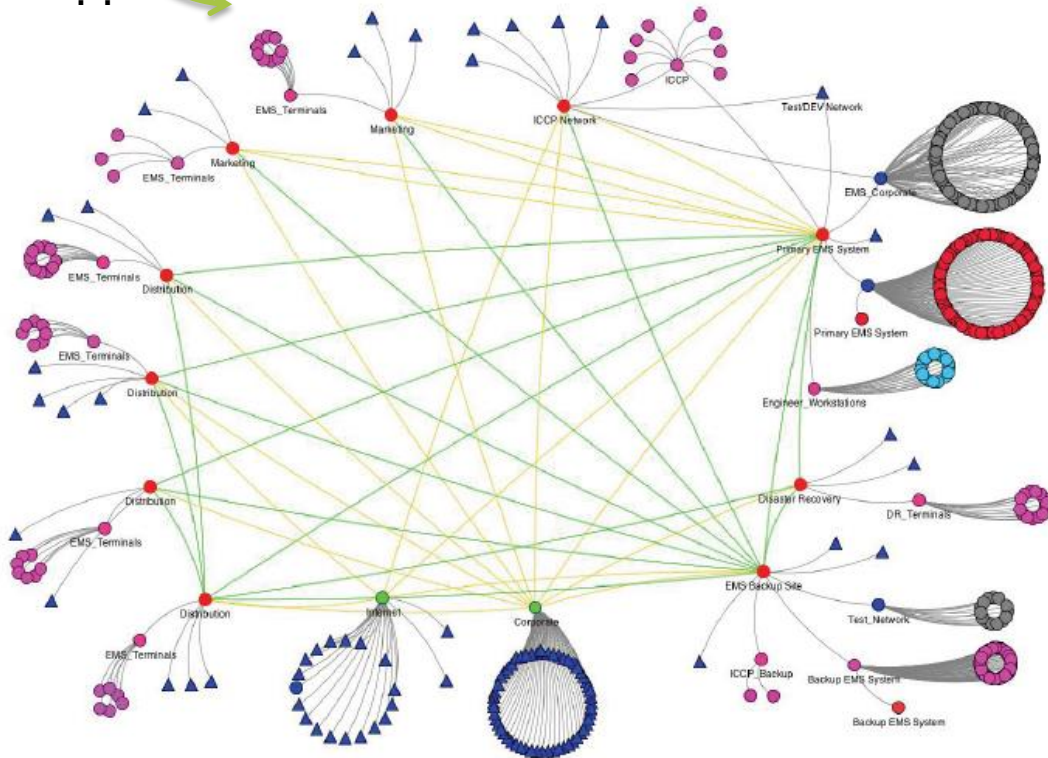 ICCP
EMS_Terminals
Test/DEV Network
Marketing
ICCP Network
Marketing
EMS_Terminals
EMS_Corporate
Primary EMS System
EMS_Terminals
Distribution
Primary EMS System
EMS_Terminals
Distribution
Engineer_Workstations
Distribution
Disaster Recovery
DR_Terminals
EMS_Terminals
EMS Backup Site
Distribution
Internet
Corporate
Test_Network
EMS_Terminals
ICCP_Backup
Backup EMS System
Backup EMS System